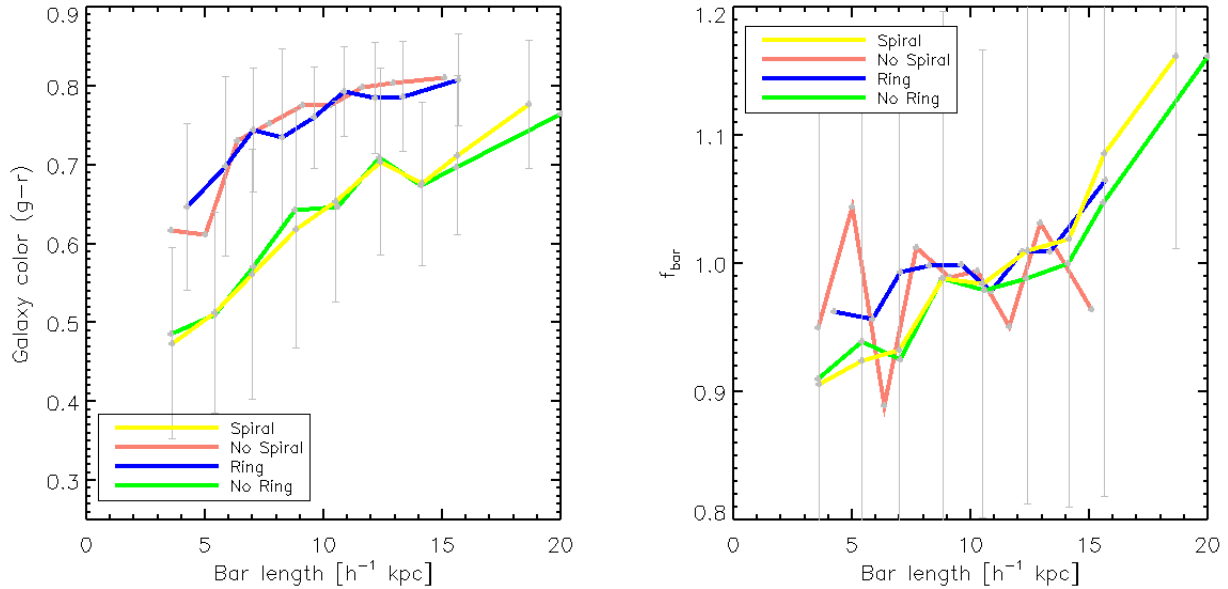 0.9
0.8
0.7
0.6
0.5
0.4
0.3
Galaxy color (g-r)
Spiral
No Spiral
Ring
No Ring
0 5 10 15 20
Bar length [h⁻¹ kpc]
1.2
1.1
1.0
0.9
0.8
f_bar
Spiral
No Spiral
Ring
No Ring
0 5 10 15 20
Bar length [h⁻¹ kpc]